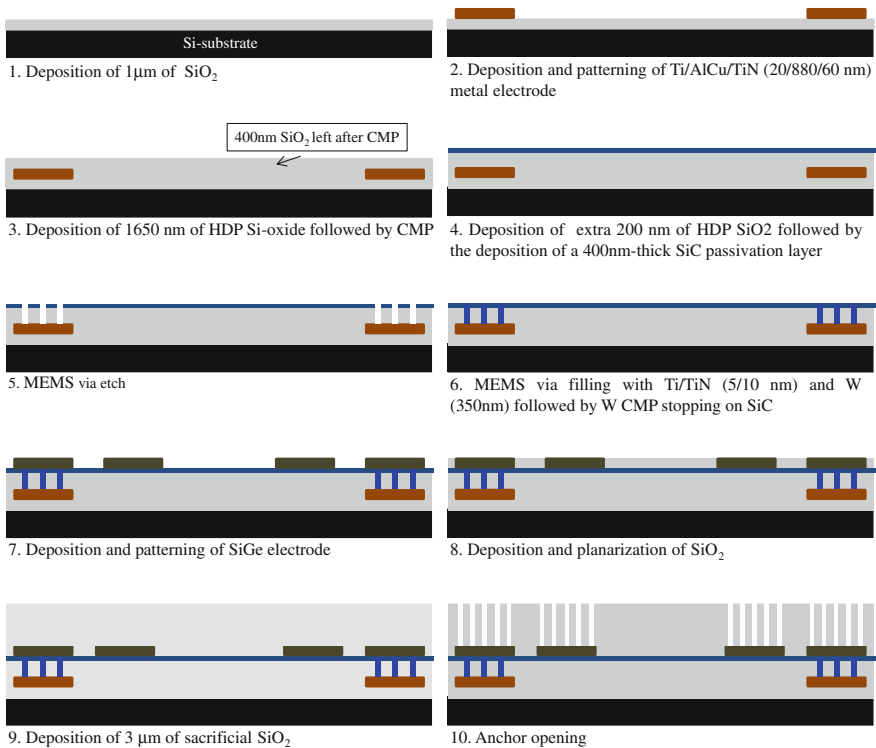 Si-substrate
1. Deposition of 1μm of SiO₂
2. Deposition and patterning of Ti/AlCu/TiN (20/880/60 nm)
metal electrode
400nm SiO₂ left after CMP
3. Deposition of 1650 nm of HDP Si-oxide followed by CMP
4. Deposition of extra 200 nm of HDP SiO2 followed by
the deposition of a 400nm-thick SiC passivation layer
5. MEMS via etch
6. MEMS via filling with Ti/TiN (5/10 nm) and W
(350nm) followed by W CMP stopping on SiC
7. Deposition and patterning of SiGe electrode
8. Deposition and planarization of SiO₂
9. Deposition of 3 μm of sacrificial SiO₂
10. Anchor opening